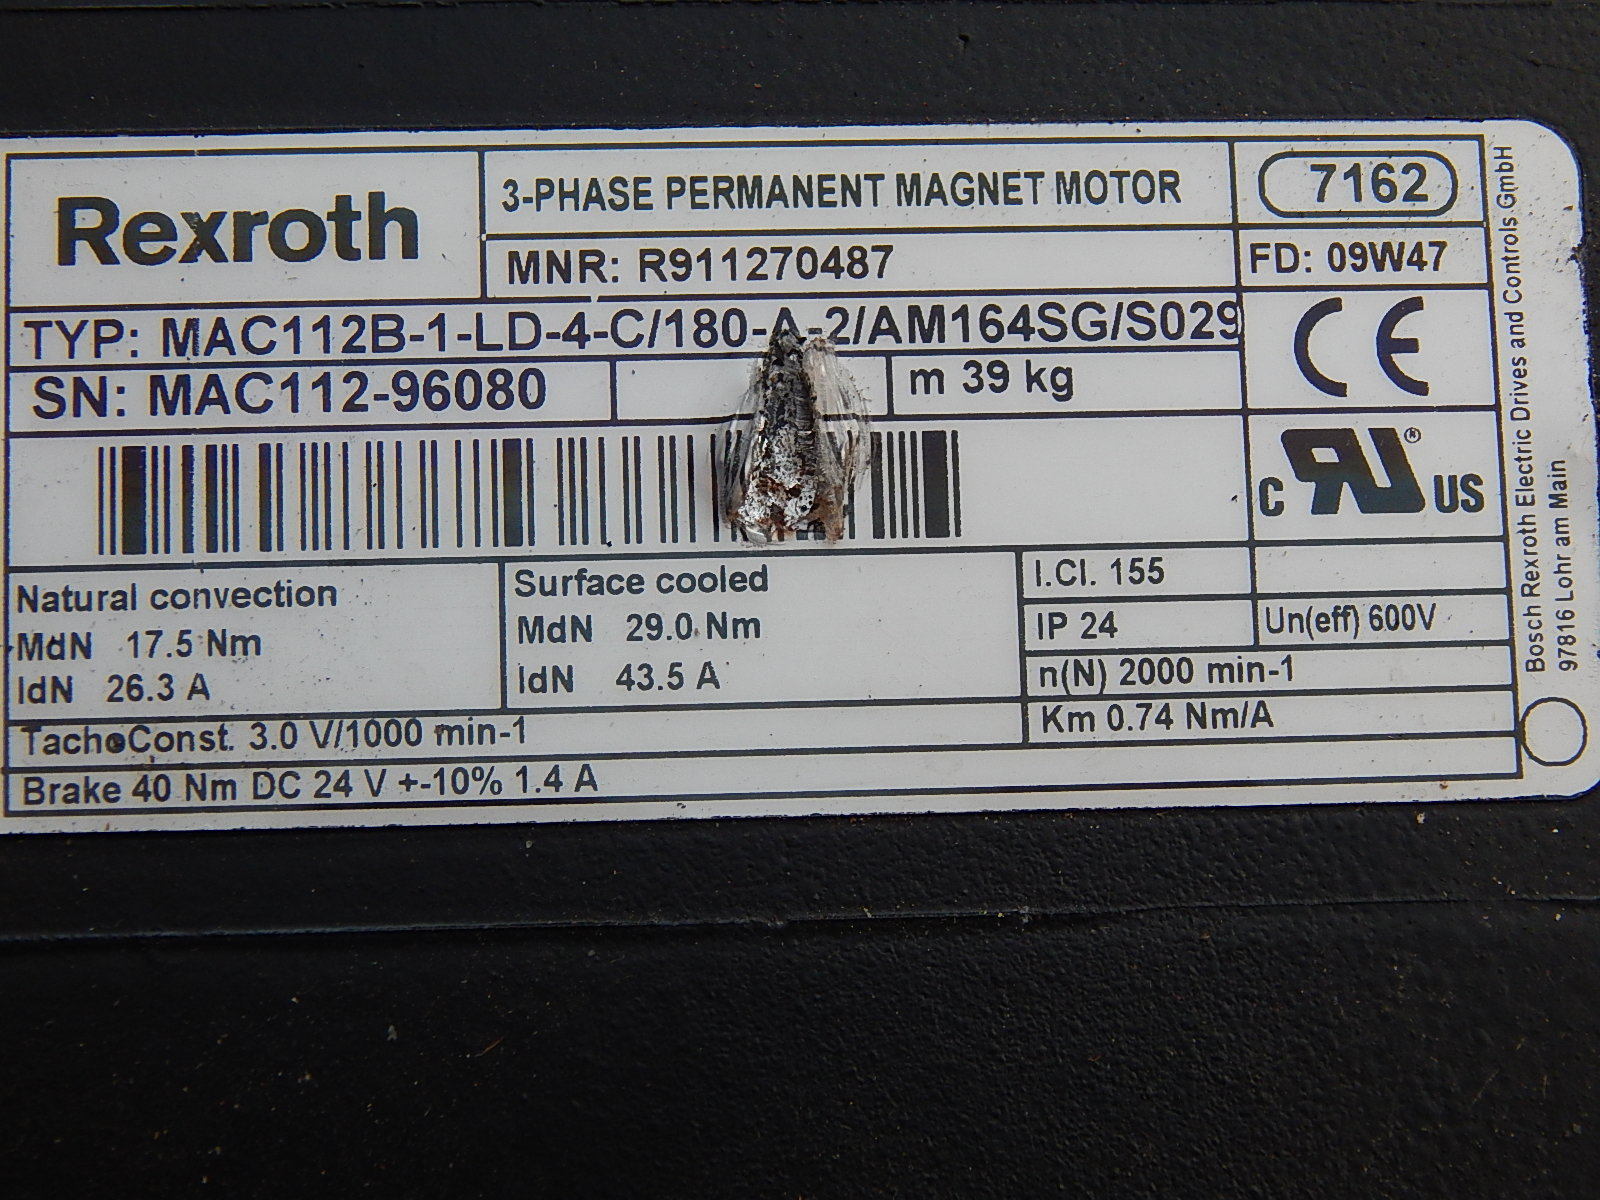 Rexroth
3-PHASE PERMANENT MAGNET MOTOR
7162
MNR: R911270487
FD: 09W47
TYP: MAC112B-1-LD-4-C/180-A-2/AM164SG/S029
CE
SN: MAC112-96080
m 39 kg
C RU® US
Natural convection
MdN 17.5 Nm
IdN 26.3 A
Surface cooled
MdN 29.0 Nm
IdN 43.5 A
I.Cl. 155
IP 24
Un(eff) 600V
n(N) 2000 min-1
Km 0.74 Nm/A
TachoConst. 3.0 V/1000 min-1
Brake 40 Nm DC 24 V +-10% 1.4 A
Bosch Rexroth Electric Drives and Controls GmbH
97816 Lohr am Main